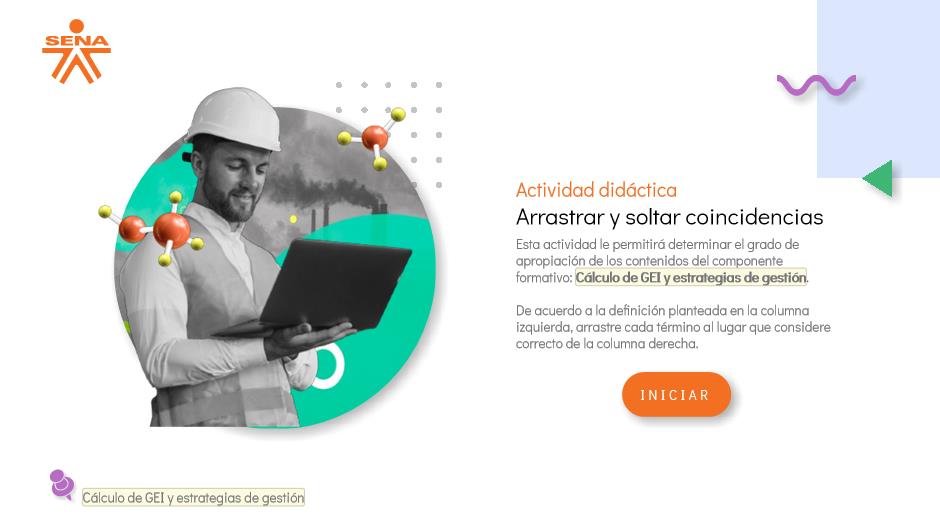 SENA
Actividad didáctica
Arrastrar y soltar coincidencias
Esta actividad le permitirá determinar el grado de
apropiación de los contenidos del componente
formativo: Cálculo de GEI y estrategias de gestión.
De acuerdo a la definición planteada en la columna
izquierda, arrastre cada término al lugar que considere
correcto de la columna derecha.
INICIAR
Cálculo de GEI y estrategias de gestión